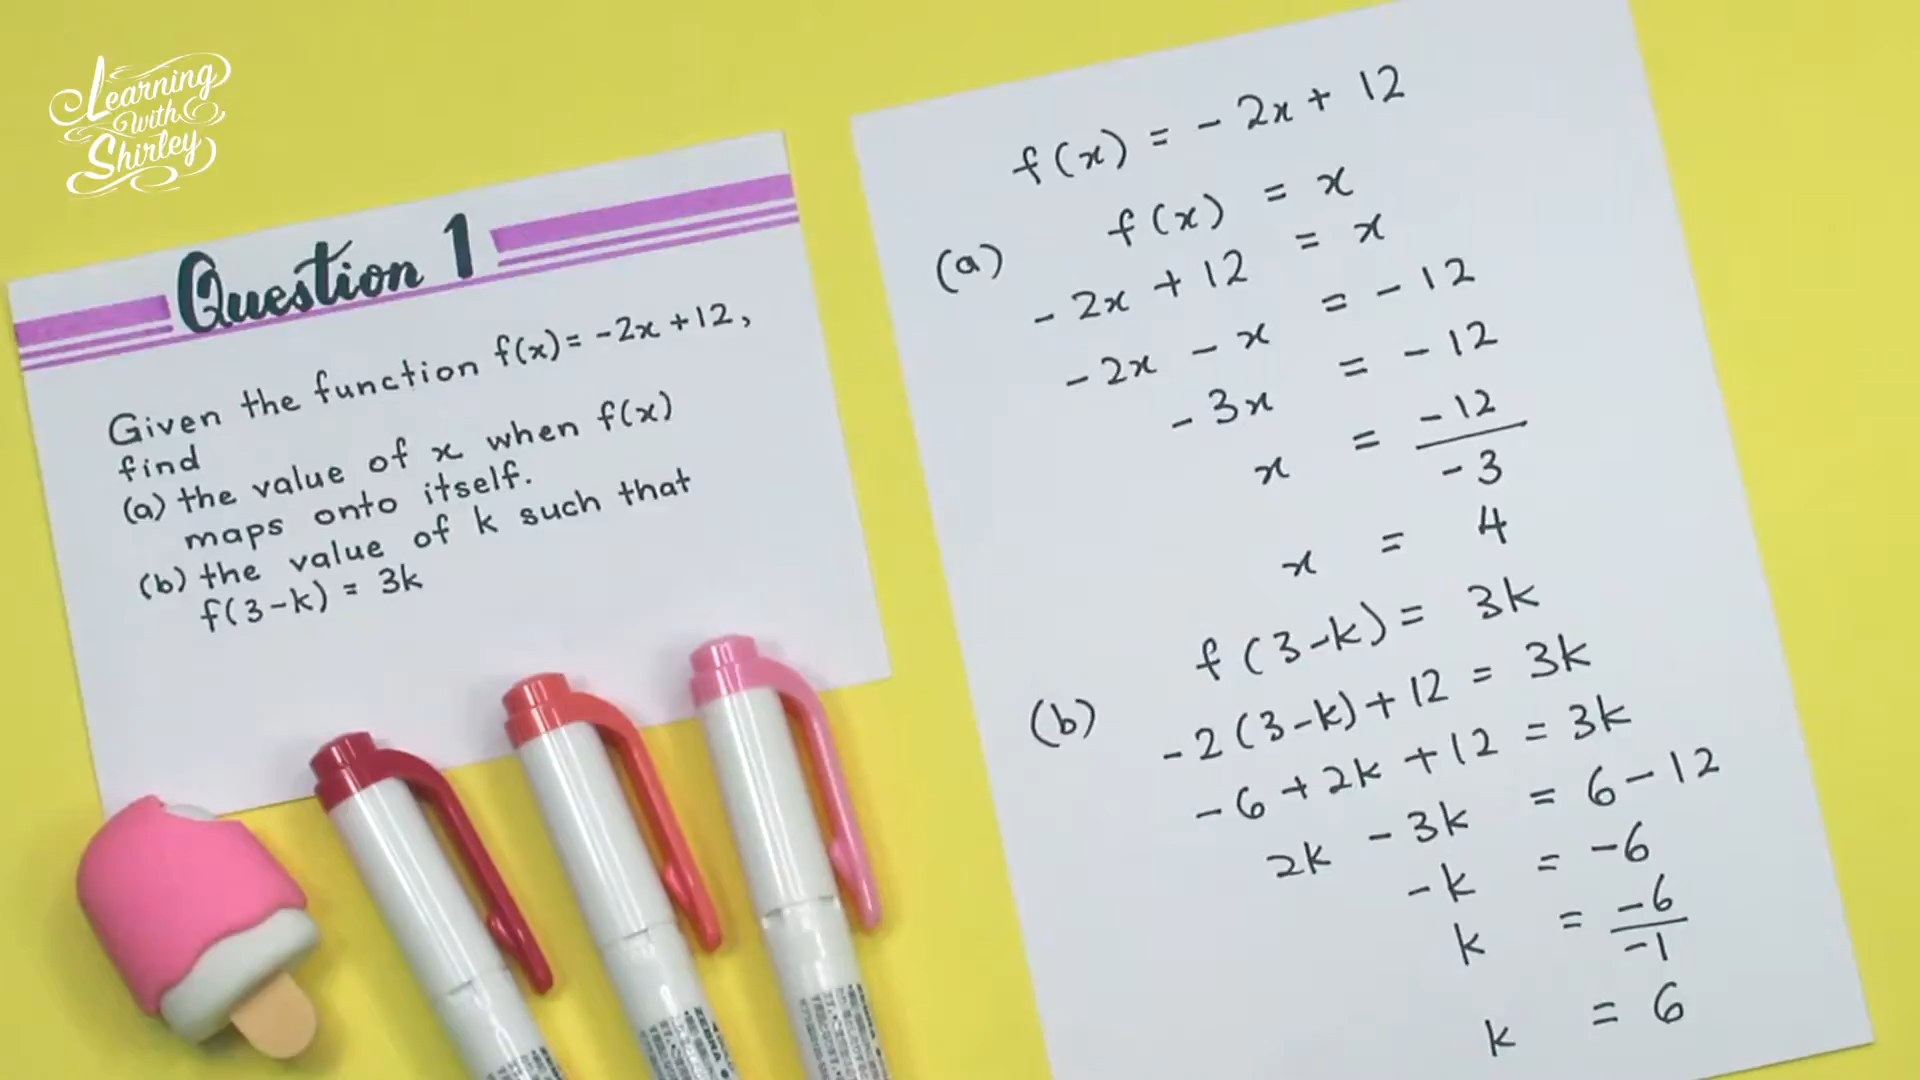 Learning
with
Shirley
Question 1
Given the function f(x) = -2x + 12,
find
(a) the value of x when f(x)
maps onto itself.
(b) the value of k such that
f(3-k) = 3k
f(x) = -2x + 12
(a) f(x) = x
-2x + 12 = x
-2x - x = -12
-3x = -12
x = -12/-3
x = 4
(b) f(3-k) = 3k
-2(3-k) + 12 = 3k
-6 + 2k + 12 = 3k
2k - 3k = 6 - 12
-k = -6
k = -6/-1
k = 6
ZEBRA